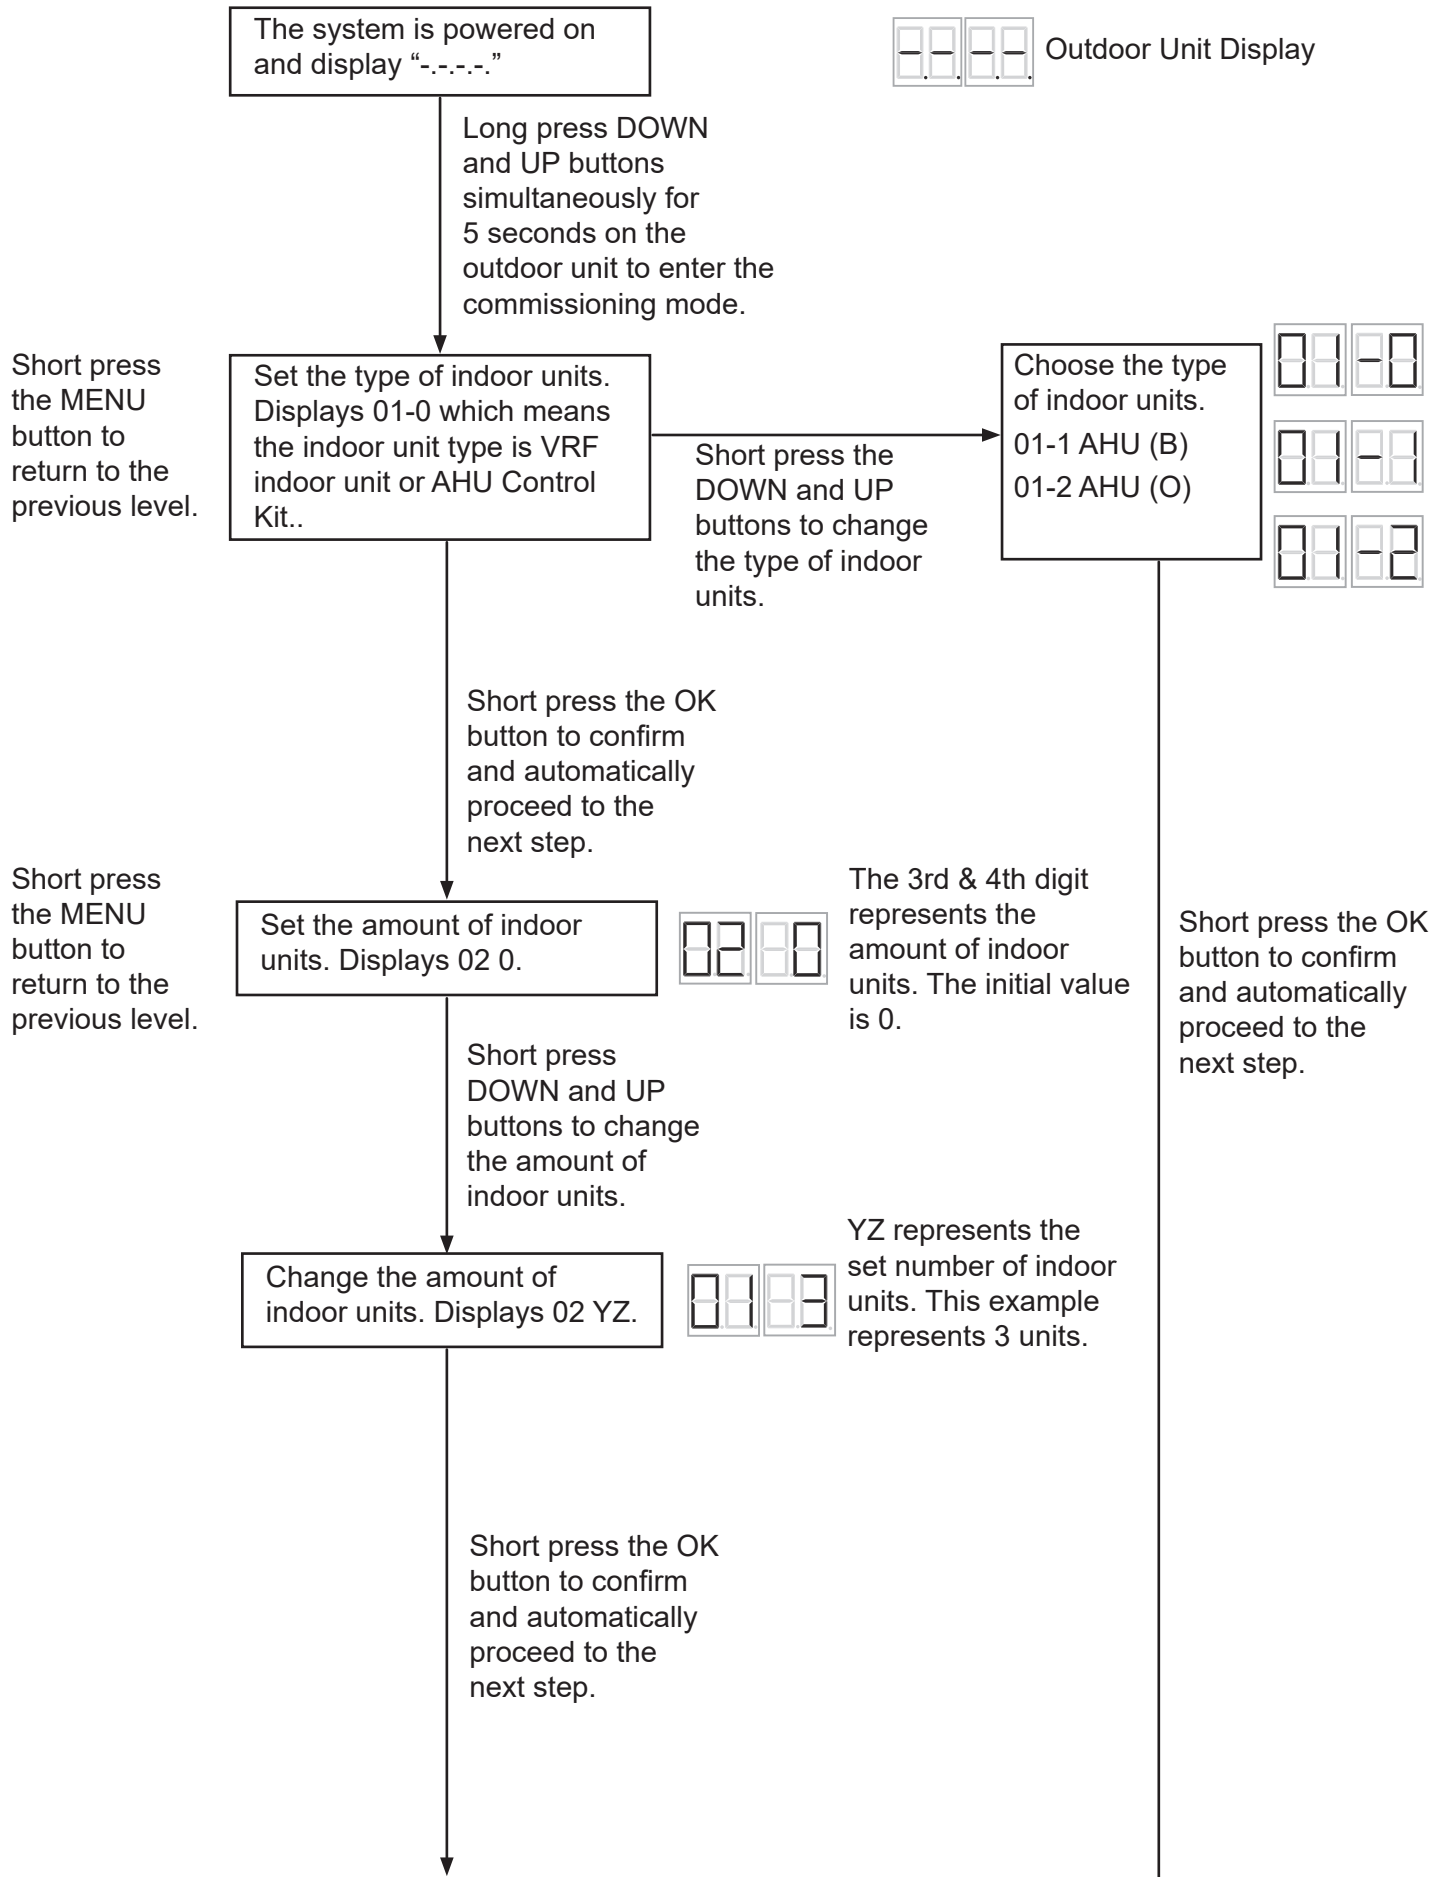 The system is powered on
and display “-.-.-.-.”
-.-.-.-.
Outdoor Unit Display
Long press DOWN
and UP buttons
simultaneously for
5 seconds on the
outdoor unit to enter the
commissioning mode.
Short press
the MENU
button to
return to the
previous level.
Set the type of indoor units.
Displays 01-0 which means
the indoor unit type is VRF
indoor unit or AHU Control
Kit..
Short press the
DOWN and UP
buttons to change
the type of indoor
units.
Choose the type
of indoor units.
01-1 AHU (B)
01-2 AHU (O)
01-0
01-1
01-2
Short press the OK
button to confirm
and automatically
proceed to the
next step.
Short press
the MENU
button to
return to the
previous level.
Set the amount of indoor
units. Displays 02 0.
02 0
The 3rd & 4th digit
represents the
amount of indoor
units. The initial value
is 0.
Short press the OK
button to confirm
and automatically
proceed to the
next step.
Short press
DOWN and UP
buttons to change
the amount of
indoor units.
Change the amount of
indoor units. Displays 02 YZ.
01 3
YZ represents the
set number of indoor
units. This example
represents 3 units.
Short press the OK
button to confirm
and automatically
proceed to the
next step.